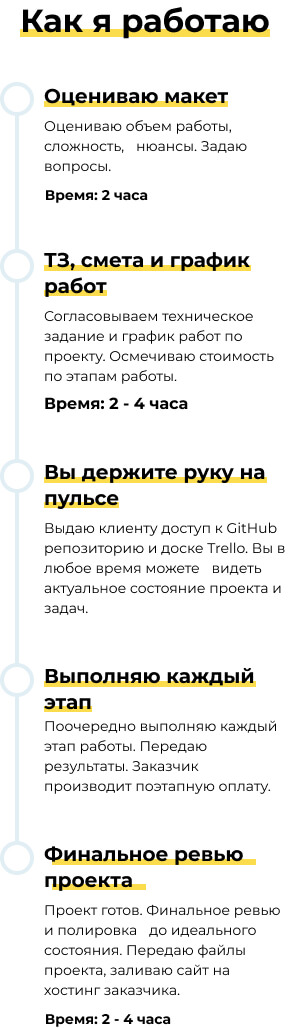 Как я работаю
Оцениваю макет
Оцениваю объем работы,
сложность, нюансы. Задаю
вопросы.
Время: 2 часа
ТЗ, смета и график
работ
Согласовываем техническое
задание и график работ по
проекту. Осмечиваю стоимость
по этапам работы.
Время: 2 - 4 часа
Вы держите руку на
пульсе
Выдаю клиенту доступ к GitHub
репозиторию и доске Trello. Вы в
любое время можете видеть
актуальное состояние проекта и
задач.
Выполняю каждый
этап
Поочередно выполняю каждый
этап работы. Передаю
результаты. Заказчик
производит поэтапную оплату.
Финальное ревью
проекта
Проект готов. Финальное ревью
и полировка до идеального
состояния. Передаю файлы
проекта, заливаю сайт на
хостинг заказчика.
Время: 2 - 4 часа